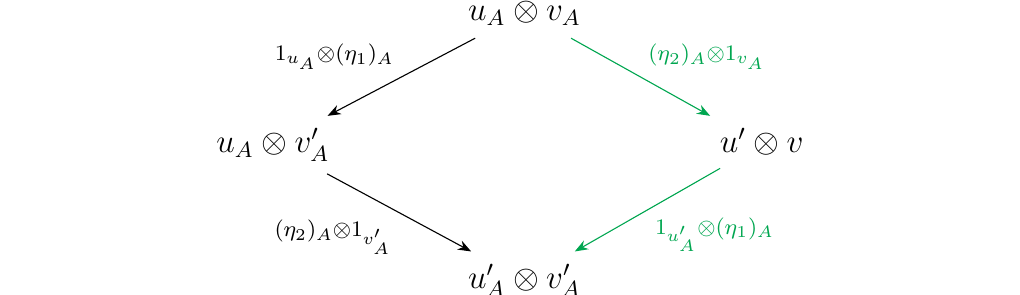 $u_A \otimes v_A$
$1_{u_A} \otimes (\eta_1)_A$
$(\eta_2)_A \otimes 1_{v_A}$
$u_A \otimes v'_A$
$u' \otimes v$
$(\eta_2)_A \otimes 1_{v'_A}$
$1_{u'_A} \otimes (\eta_1)_A$
$u'_A \otimes v'_A$